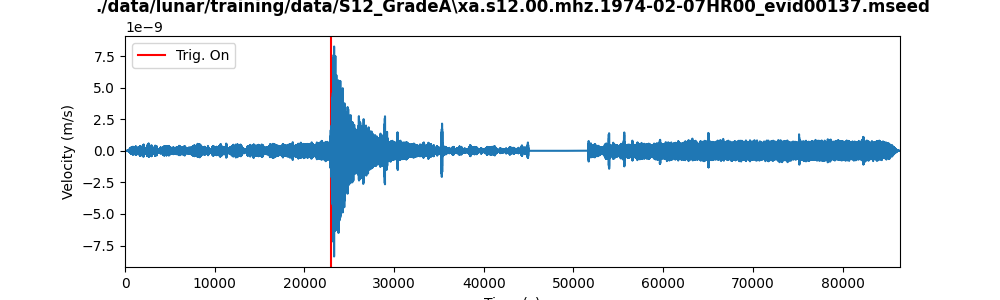 ./data/lunar/training/data/S12_GradeA\xa.s12.00.mhz.1974-02-07HR00_evid00137.mseed
1e−9
Trig. On
7.5
5.0
2.5
0.0
−2.5
−5.0
−7.5
Velocity (m/s)
0 10000 20000 30000 40000 50000 60000 70000 80000
Time (s)